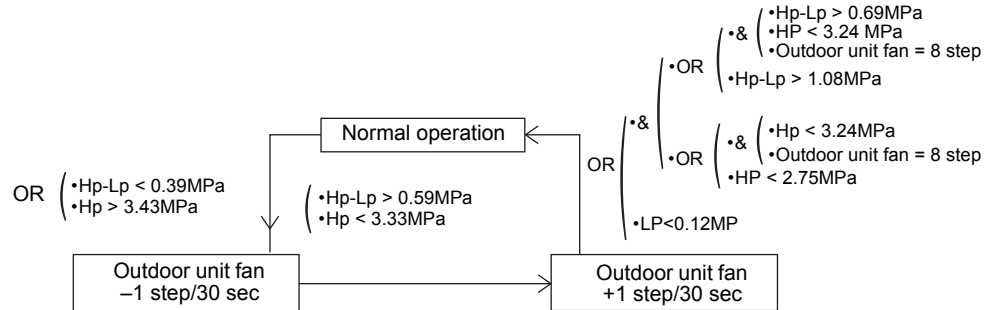 •Hp-Lp > 0.69MPa
•& •HP < 3.24 MPa
•Outdoor unit fan = 8 step
•OR
•Hp-Lp > 1.08MPa
Normal operation
OR
•&
•Hp < 3.24MPa
•&
•Outdoor unit fan = 8 step
•OR
•HP < 2.75MPa
OR
•Hp-Lp < 0.39MPa
•Hp > 3.43MPa
•Hp-Lp > 0.59MPa
•Hp < 3.33MPa
•LP<0.12MP
Outdoor unit fan
–1 step/30 sec
Outdoor unit fan
+1 step/30 sec